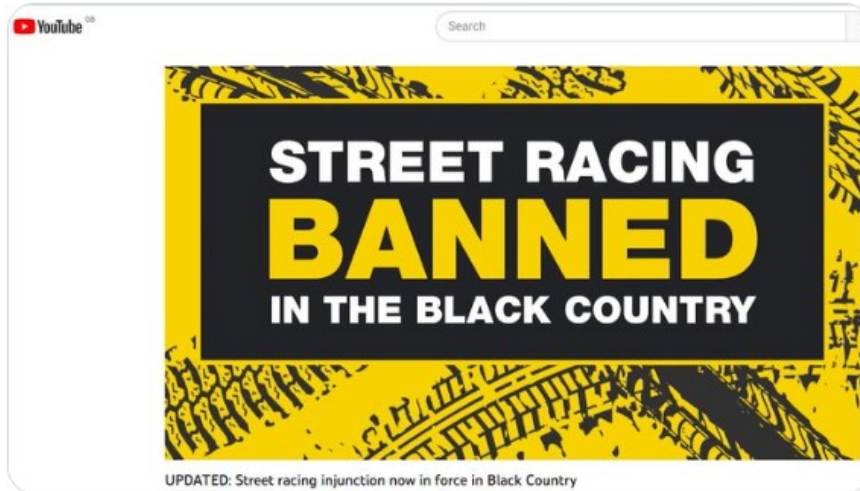 YouTube GB
Search
STREET RACING
BANNED
IN THE BLACK COUNTRY
UPDATED: Street racing injunction now in force in Black Country